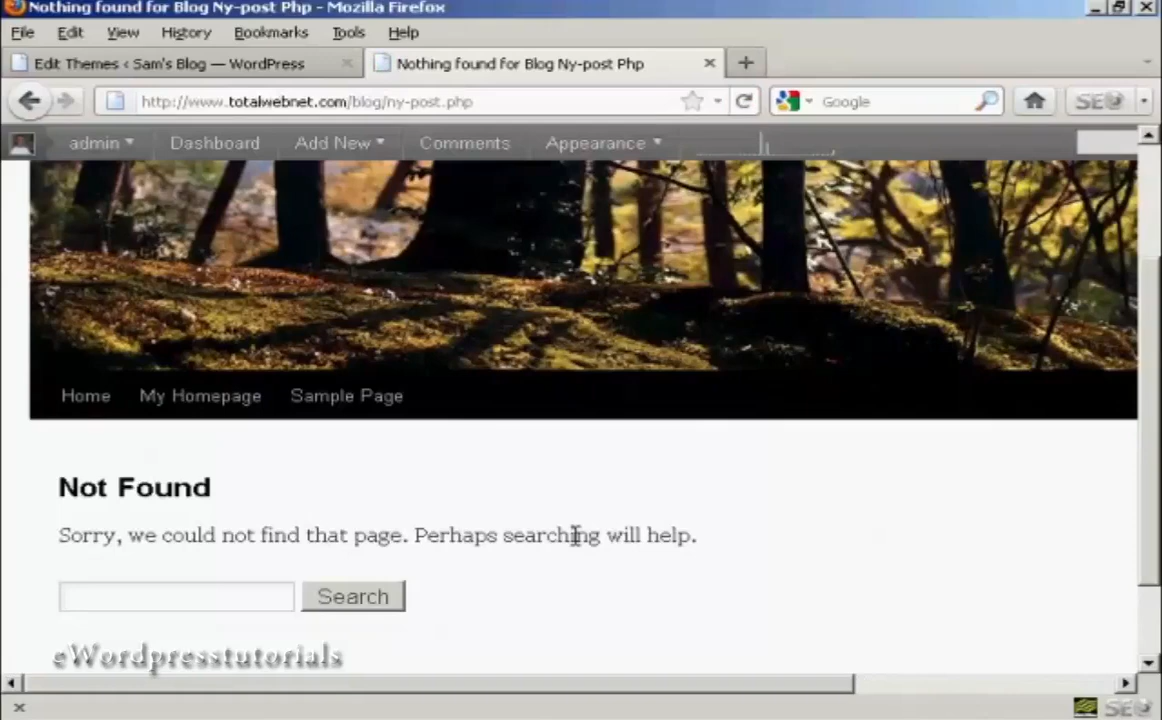 Nothing found for Blog Ny-post Php - Mozilla Firefox
File Edit View History Bookmarks Tools Help
Edit Themes ‹ Sam's Blog — WordPress
Nothing found for Blog Ny-post Php
http://www.totalwebnet.com/blog/ny-post.php
Google
SE
admin Dashboard Add New Comments Appearance
Home My Homepage Sample Page
Not Found
Sorry, we could not find that page. Perhaps searching will help.
Search
eWordpresstutorials
SE